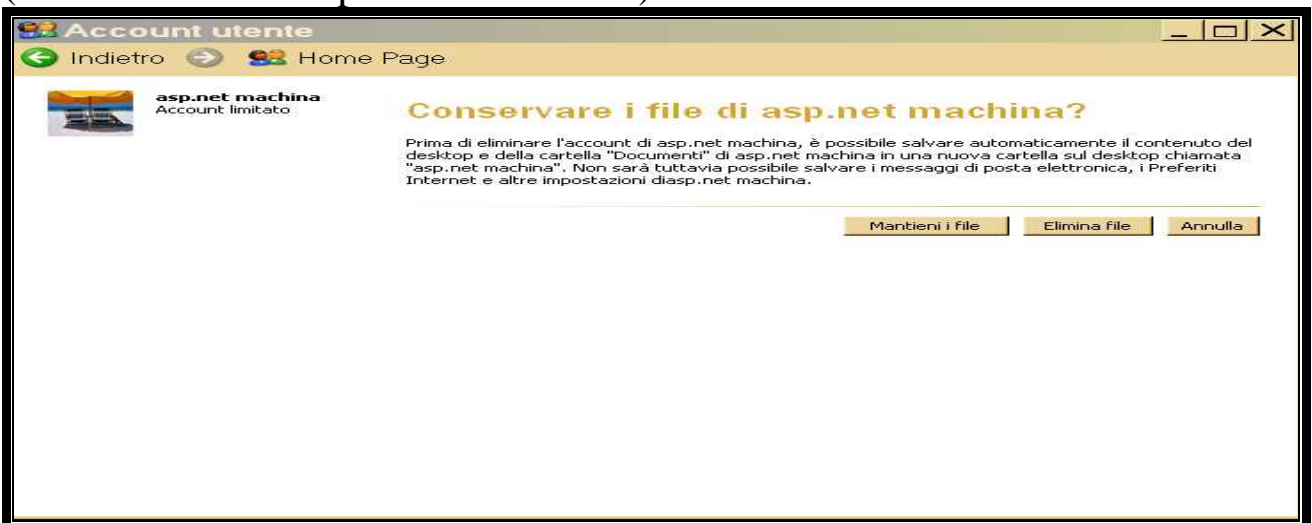 Account utente
Indietro Home Page
asp.net machina
Account limitato
Conservare i file di asp.net machina?
Prima di eliminare l'account di asp.net machina, è possibile salvare automaticamente il contenuto del
desktop e della cartella "Documenti" di asp.net machina in una nuova cartella sul desktop chiamata
"asp.net machina". Non sarà tuttavia possibile salvare i messaggi di posta elettronica, i Preferiti
Internet e altre impostazioni diasp.net machina.
Mantieni i file Elimina file Annulla